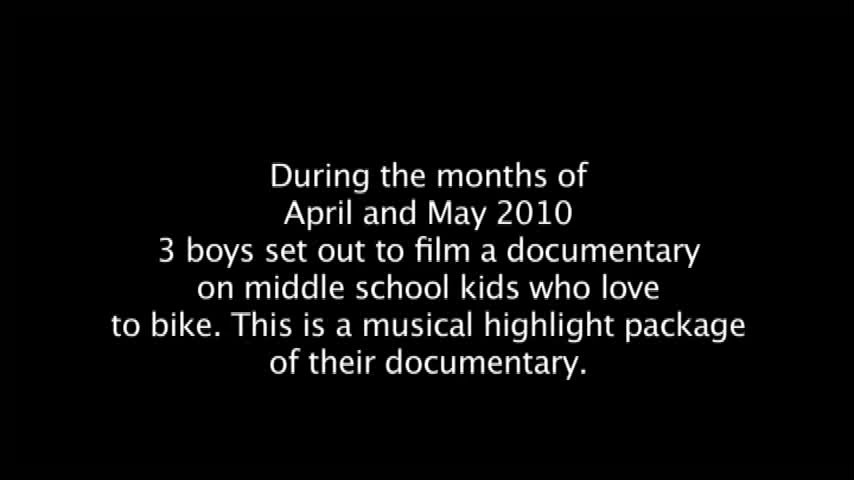 During the months of
April and May 2010
3 boys set out to film a documentary
on middle school kids who love
to bike. This is a musical highlight package
of their documentary.